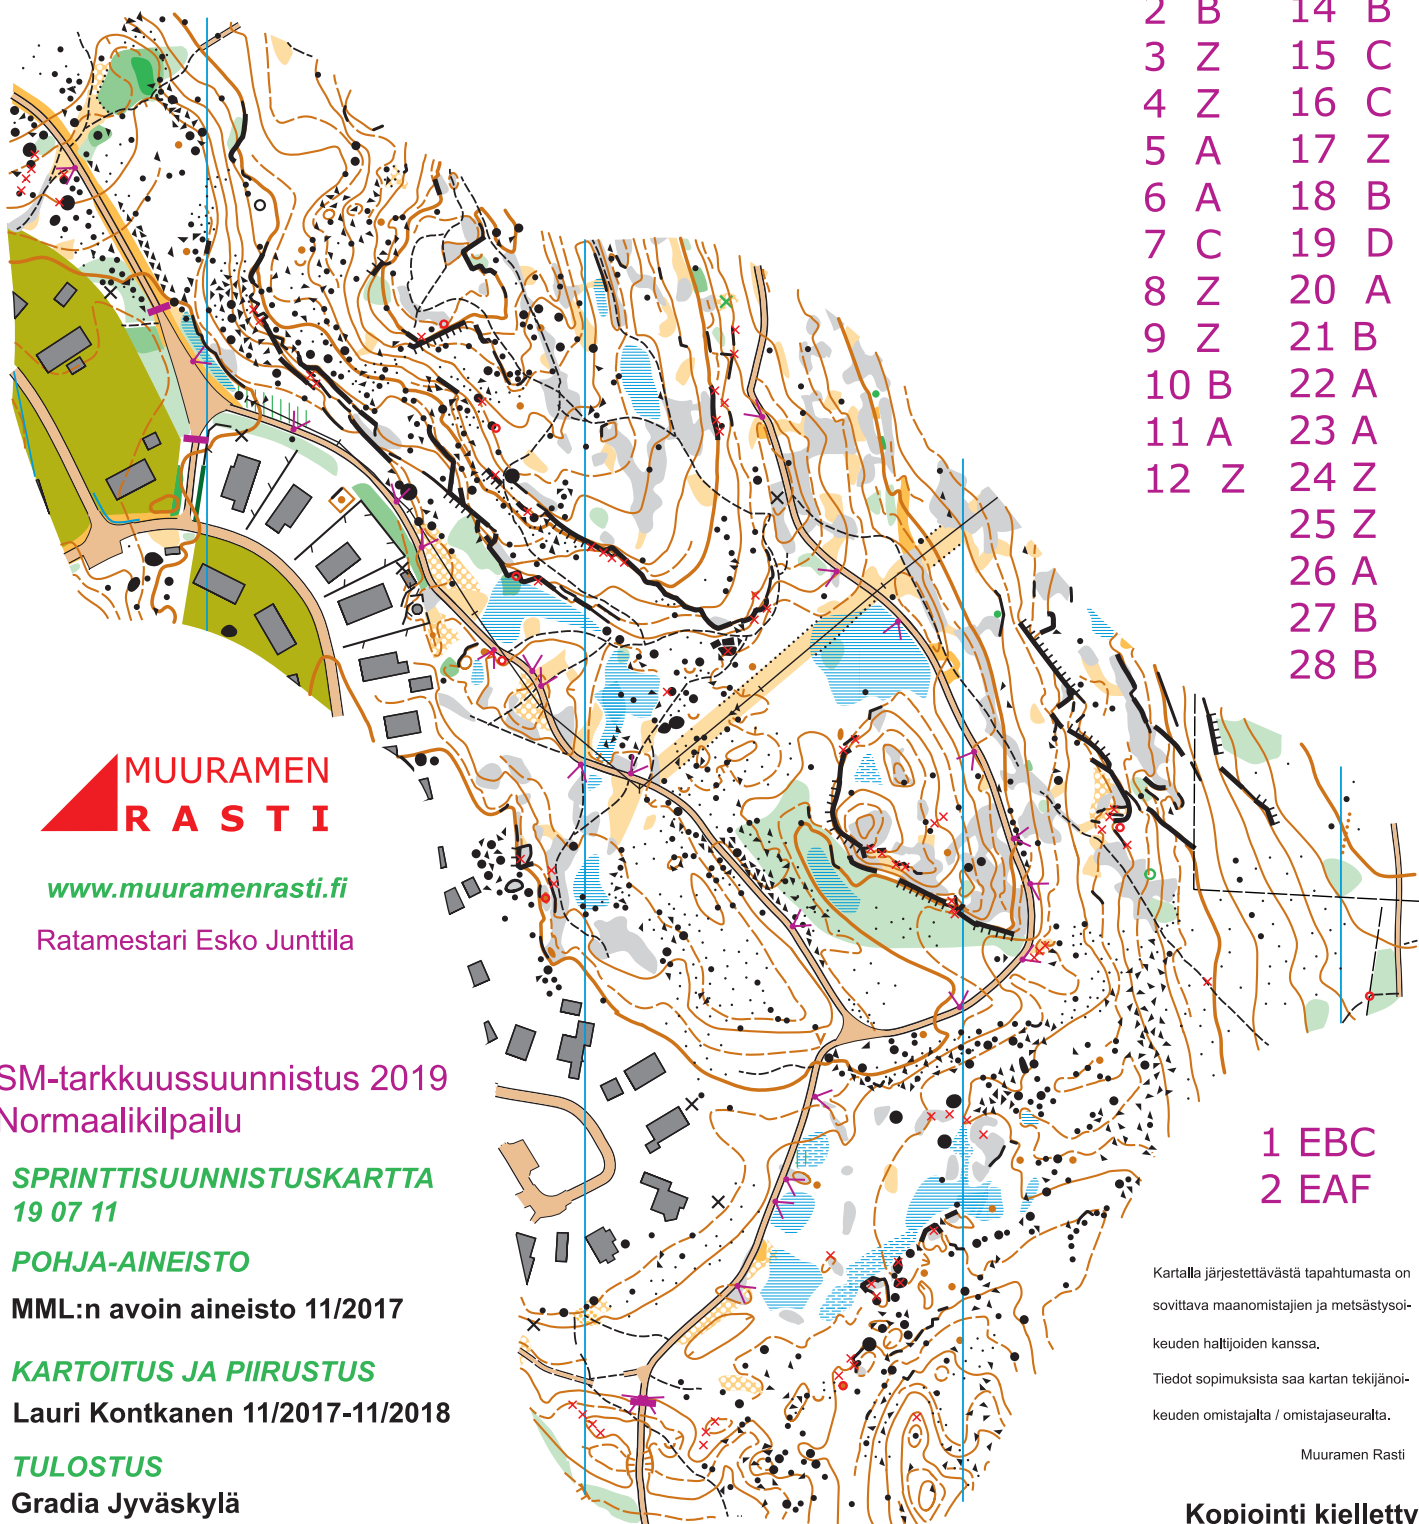 2 B
3 Z
4 Z
5 A
6 A
7 C
8 Z
9 Z
10 B
11 A
12 Z
14 B
15 C
16 C
17 Z
18 B
19 D
20 A
21 B
22 A
23 A
24 Z
25 Z
26 A
27 B
28 B
MUURAMEN
RASTI
www.muuramenrasti.fi
Ratamestari Esko Junttila
SM-tarkkuussuunnistus 2019
Normaalikilpailu
SPRINTTISUUNNISTUSKARTTA
19 07 11
POHJA-AINEISTO
MML:n avoin aineisto 11/2017
KARTOITUS JA PIIRUSTUS
Lauri Kontkanen 11/2017-11/2018
TULOSTUS
Gradia Jyväskylä
1 EBC
2 EAF
Kartalla järjestettävästä tapahtumasta on
sovittava maanomistajien ja metsästysoi-
keuden haltijoiden kanssa.
Tiedot sopimuksista saa kartan tekijänoi-
keuden omistajalta / omistajaseuralta.
Muuramen Rasti
Kopiointi kielletty